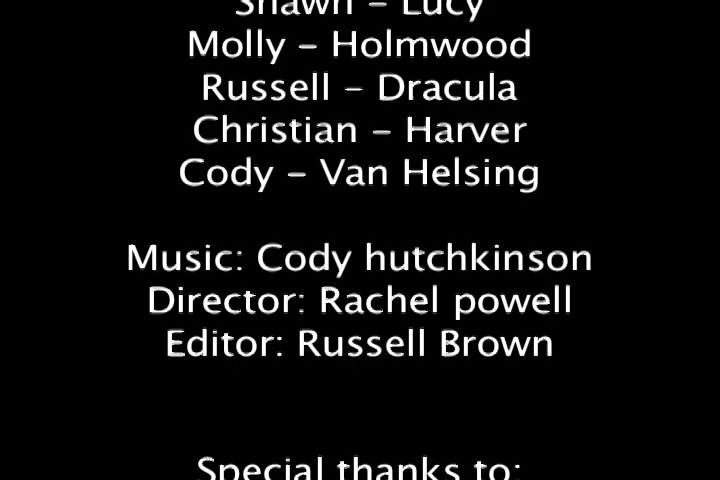 Shawn - Lucy
Molly - Holmwood
Russell - Dracula
Christian - Harver
Cody - Van Helsing
Music: Cody hutchkinson
Director: Rachel powell
Editor: Russell Brown
Special thanks to: